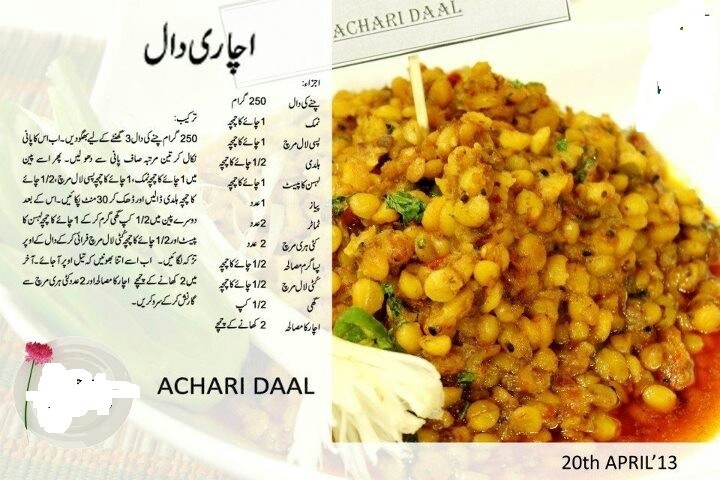 ACHARI DAAL
اچاری دال
اجزاء:
چنے کی دال 250 گرام
نمک 1 چائے کا چمچ
پسی لال مرچ 1 چائے کا چمچ
ہلدی 1/2 چائے کا چمچ
لہسن کا پیسٹ 1 چائے کا چمچ
پیاز 1 عدد
ٹماٹر 2 عدد
کٹی ہری مرچ 2 عدد
پسا گرم مصالحہ 1/2 چائے کا چمچ
کٹی لال مرچ 1/2 چائے کا چمچ
گھی 1/2 کپ
اچار کا مصالحہ 2 کھانے کے چمچے
ترکیب:
250 گرام چنے کی دال 3 گھنٹے کے لیے بھگو دیں۔ اب اس کا پانی
نکال کر تین مرتبہ صاف پانی سے دھو لیں۔ پھر اسے پین
میں 1 چائے کا چمچ نمک، 1 چائے کا چمچ پسی لال مرچ، 1/2 چائے
کا چمچ ہلدی ڈالیں اور ڈھک کر 30 منٹ پکائیں۔ اس کے بعد
دوسرے پین میں 1/2 کپ گھی گرم کر کے 1 چائے کا چمچ لہسن کا
پیسٹ اور 1/2 چائے کا چمچ کٹی لال مرچ فرائی کر کے دال کے اوپر
تڑکہ لگائیں۔ اب اسے اتنا بھونیں کہ تیل اوپر آ جائے۔ آخر
میں 2 کھانے کے چمچے اچار کا مصالحہ اور 2 عدد کٹی ہری مرچ سے
گارنش کر کے سرو کریں۔
ACHARI DAAL
20th APRIL'13